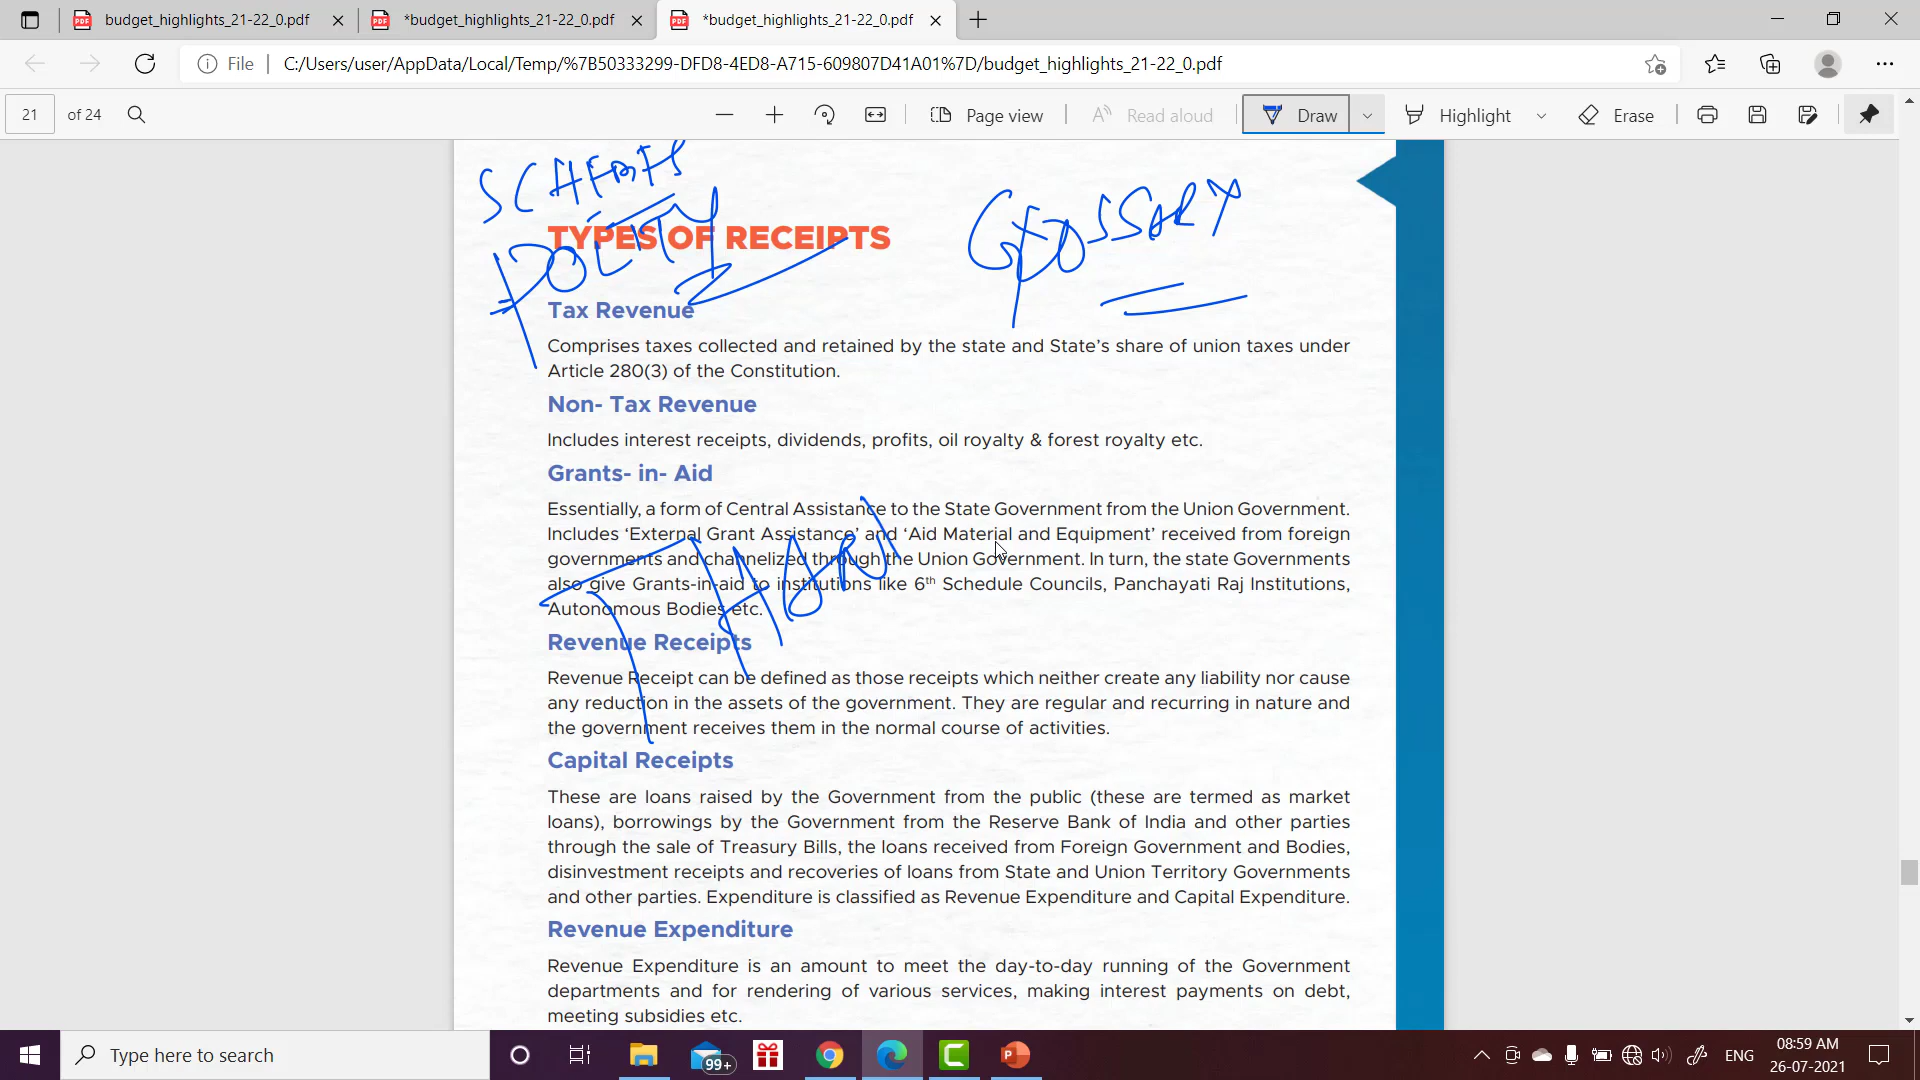 budget_highlights_21-22_0.pdf
*budget_highlights_21-22_0.pdf
*budget_highlights_21-22_0.pdf
File
C:/Users/user/AppData/Local/Temp/%7B50333299-DFD8-4ED8-A715-609807D41A01%7D/budget_highlights_21-22_0.pdf
21 of 24
Page view
Read aloud
Draw
Highlight
Erase
SCHEMES
POLITY
GLOSSARY
TYPES OF RECEIPTS
Tax Revenue
Comprises taxes collected and retained by the state and State's share of union taxes under
Article 280(3) of the Constitution.
Non- Tax Revenue
Includes interest receipts, dividends, profits, oil royalty & forest royalty etc.
Grants- in- Aid
Essentially, a form of Central Assistance to the State Government from the Union Government.
Includes ‘External Grant Assistance’ and ‘Aid Material and Equipment’ received from foreign
governments and channelized through the Union Government. In turn, the state Governments
also give Grants-in-aid to institutions like 6th Schedule Councils, Panchayati Raj Institutions,
Autonomous Bodies etc.
Revenue Receipts
Revenue Receipt can be defined as those receipts which neither create any liability nor cause
any reduction in the assets of the government. They are regular and recurring in nature and
the government receives them in the normal course of activities.
Capital Receipts
These are loans raised by the Government from the public (these are termed as market
loans), borrowings by the Government from the Reserve Bank of India and other parties
through the sale of Treasury Bills, the loans received from Foreign Government and Bodies,
disinvestment receipts and recoveries of loans from State and Union Territory Governments
and other parties. Expenditure is classified as Revenue Expenditure and Capital Expenditure.
Revenue Expenditure
Revenue Expenditure is an amount to meet the day-to-day running of the Government
departments and for rendering of various services, making interest payments on debt,
meeting subsidies etc.
Type here to search
99+
ENG
08:59 AM
26-07-2021